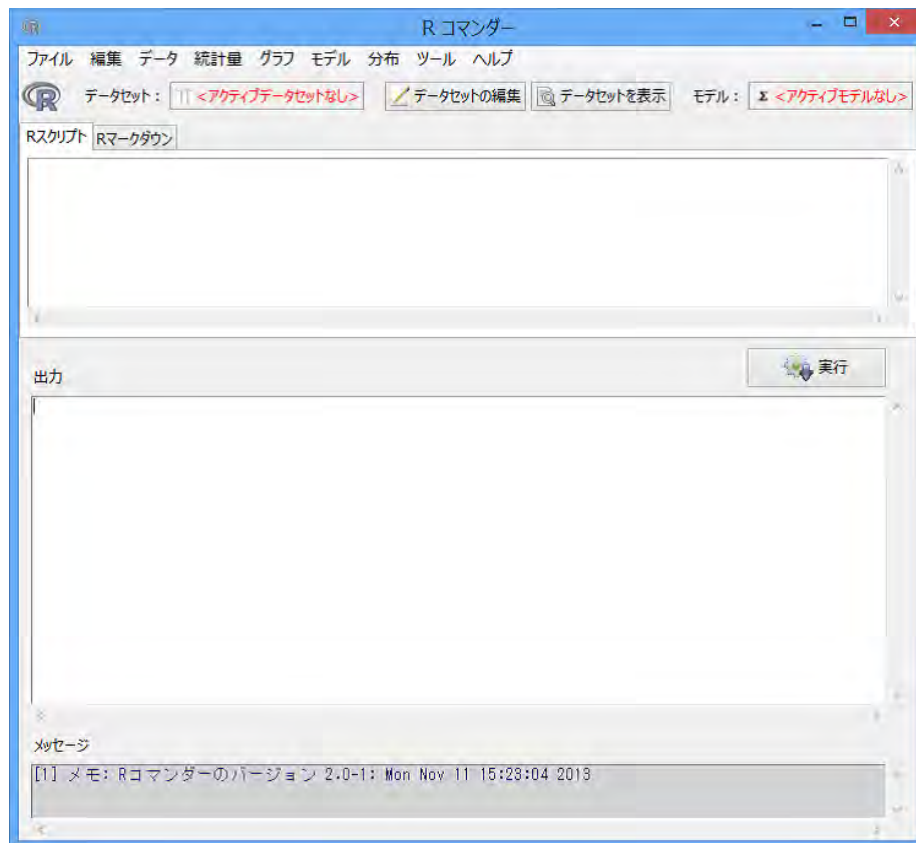 R コマンダー
ファイル 編集 データ 統計量 グラフ モデル 分布 ツール ヘルプ
R データセット： <アクティブデータセットなし> データセットの編集 データセットを表示 モデル： Σ <アクティブモデルなし>
Rスクリプト Rマークダウン
実行
出力
メッセージ
[1] メモ: Rコマンダーのバージョン 2.0-1: Mon Nov 11 15:23:04 2013